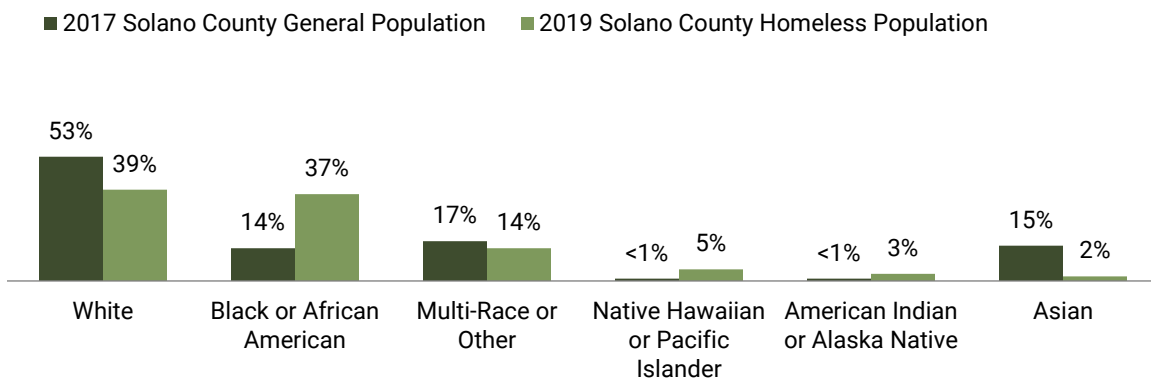 2017 Solano County General Population 2019 Solano County Homeless Population
53%
39%
14%
37%
17%
14%
<1%
5%
<1%
3%
15%
2%
White
Black or African
American
Multi-Race or
Other
Native Hawaiian
or Pacific
Islander
American Indian
or Alaska Native
Asian